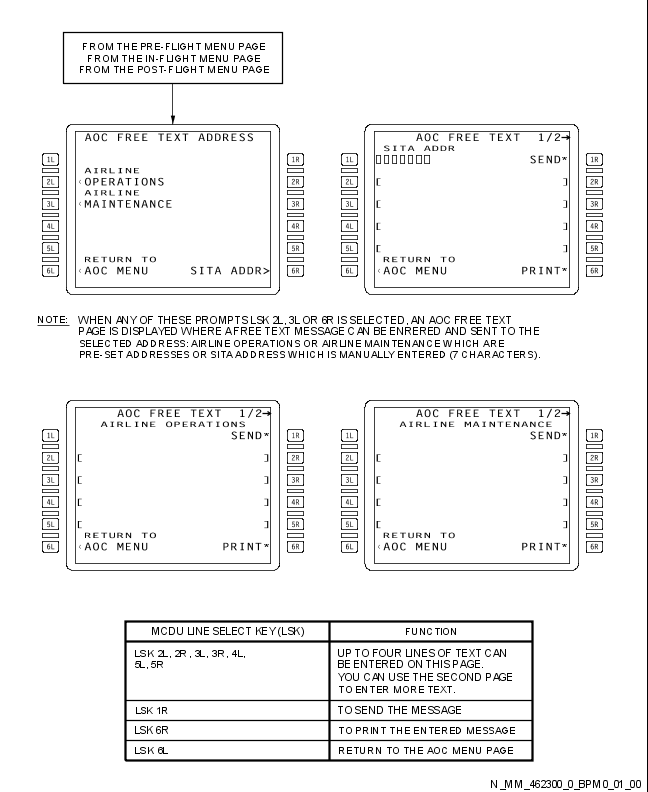 FROM THE PRE-FLIGHT MENU PAGE
FROM THE IN-FLIGHT MENU PAGE
FROM THE POST-FLIGHT MENU PAGE
AOC FREE TEXT ADDRESS
1L 1R
AIRLINE
2L <OPERATIONS 2R
AIRLINE
3L <MAINTENANCE 3R
4L 4R
5L 5R
RETURN TO
6L <AOC MENU SITA ADDR> 6R
AOC FREE TEXT 1/2→
SITA ADDR
1L ▯▯▯▯▯▯▯ SEND* 1R
2L [ ] 2R
3L [ ] 3R
4L [ ] 4R
5L [ ] 5R
RETURN TO
6L <AOC MENU PRINT* 6R
NOTE: WHEN ANY OF THESE PROMPTS LSK 2L, 3L OR 6R IS SELECTED, AN AOC FREE TEXT
PAGE IS DISPLAYED WHERE A FREE TEXT MESSAGE CAN BE ENRERED AND SENT TO THE
SELECTED ADDRESS: AIRLINE OPERATIONS OR AIRLINE MAINTENANCE WHICH ARE
PRE-SET ADDRESSES OR SITA ADDRESS WHICH IS MANUALLY ENTERED (7 CHARACTERS).
AOC FREE TEXT 1/2→
AIRLINE OPERATIONS
1L SEND* 1R
2L [ ] 2R
3L [ ] 3R
4L [ ] 4R
5L [ ] 5R
RETURN TO
6L <AOC MENU PRINT* 6R
AOC FREE TEXT 1/2→
AIRLINE MAINTENANCE
1L SEND* 1R
2L [ ] 2R
3L [ ] 3R
4L [ ] 4R
5L [ ] 5R
RETURN TO
6L <AOC MENU PRINT* 6R
MCDU LINE SELECT KEY (LSK) FUNCTION
LSK 2L, 2R, 3L, 3R, 4L,
5L, 5R
UP TO FOUR LINES OF TEXT CAN
BE ENTERED ON THIS PAGE.
YOU CAN USE THE SECOND PAGE
TO ENTER MORE TEXT.
LSK 1R TO SEND THE MESSAGE
LSK 6R TO PRINT THE ENTERED MESSAGE
LSK 6L RETURN TO THE AOC MENU PAGE
N_MM_462300_0_BPM0_01_00